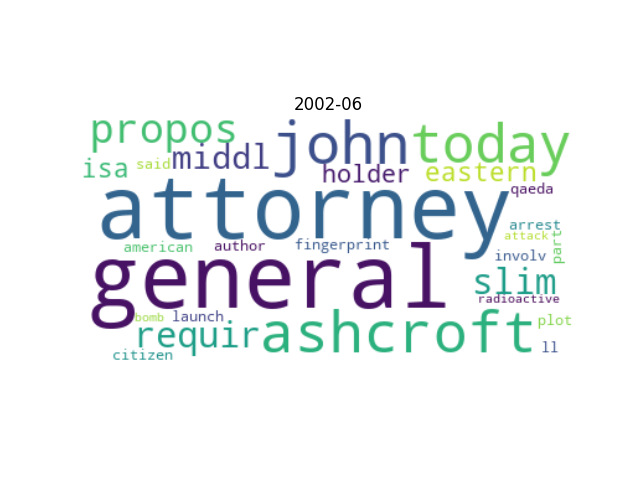 2002-06
propos
john
today
isa
said
middl
holder
eastern
qaeda
attorney
arrest
attack
part
american
author
fingerprint
involv
general
slim
radioactive
bomb
launch
requir
ashcroft
plot
citizen
ll